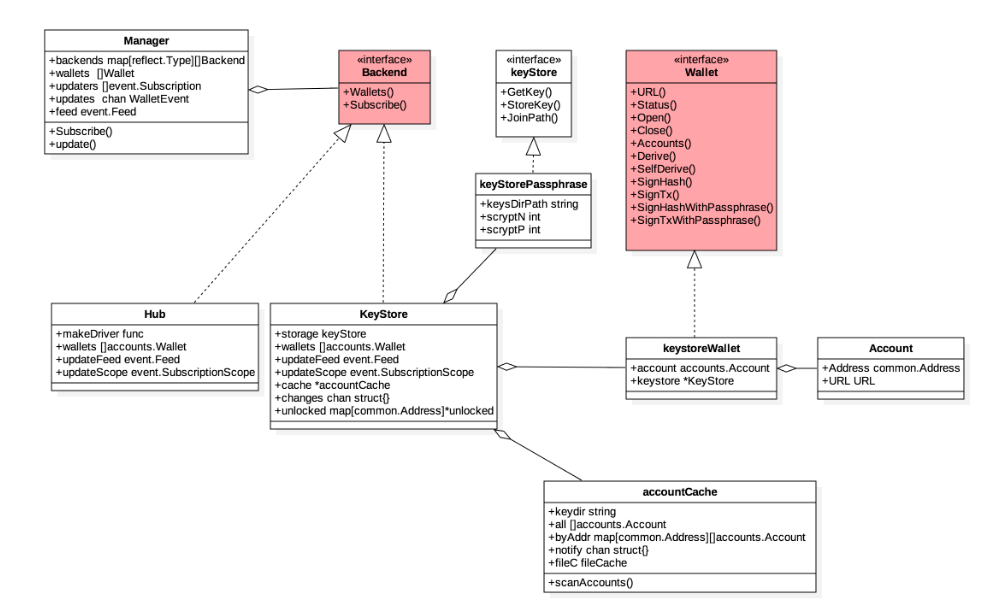 Manager
+backends map[reflect.Type][]Backend
+wallets  []Wallet
+updaters []event.Subscription
+updates  chan WalletEvent
+feed event.Feed
+Subscribe()
+update()
«interface»
Backend
+Wallets()
+Subscribe()
«interface»
keyStore
+GetKey()
+StoreKey()
+JoinPath()
«interface»
Wallet
+URL()
+Status()
+Open()
+Close()
+Accounts()
+Derive()
+SelfDerive()
+SignHash()
+SignTx()
+SignHashWithPassphrase()
+SignTxWithPassphrase()
keyStorePassphrase
+keysDirPath string
+scryptN int
+scryptP int
Hub
+makeDriver func
+wallets []accounts.Wallet
+updateFeed event.Feed
+updateScope event.SubscriptionScope
KeyStore
+storage keyStore
+wallets []accounts.Wallet
+updateFeed event.Feed
+updateScope event.SubscriptionScope
+cache *accountCache
+changes chan struct{}
+unlocked map[common.Address]*unlocked
keystoreWallet
+account accounts.Account
+keystore *KeyStore
Account
+Address common.Address
+URL URL
accountCache
+keydir string
+all []accounts.Account
+byAddr map[common.Address][]accounts.Account
+notify chan struct{}
+fileC fileCache
+scanAccounts()